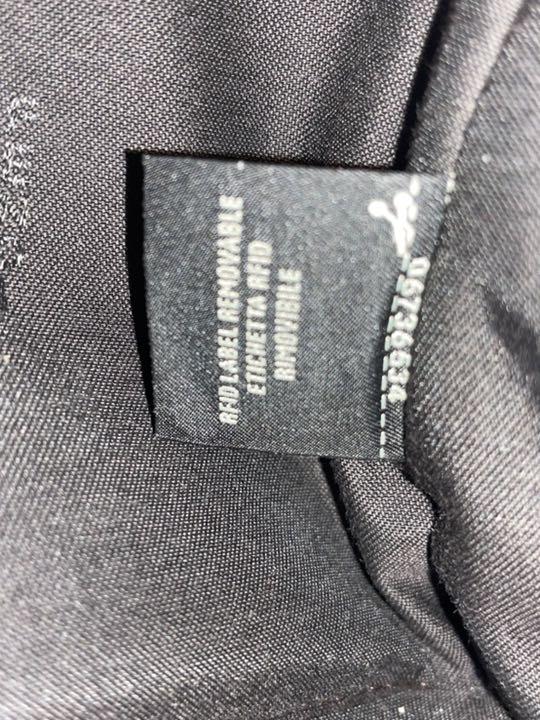 RFID LABEL REMOVABLE
ETICHETTA RFID
RIMOVIBILE